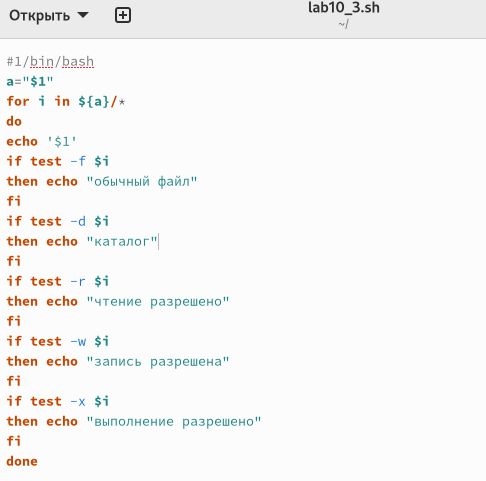 Открыть
lab10_3.sh
~/
#1/bin/bash
a="$1"
for i in ${a}/*
do
echo '$1'
if test -f $i
then echo "обычный файл"
fi
if test -d $i
then echo "каталог"
fi
if test -r $i
then echo "чтение разрешено"
fi
if test -w $i
then echo "запись разрешена"
fi
if test -x $i
then echo "выполнение разрешено"
fi
done